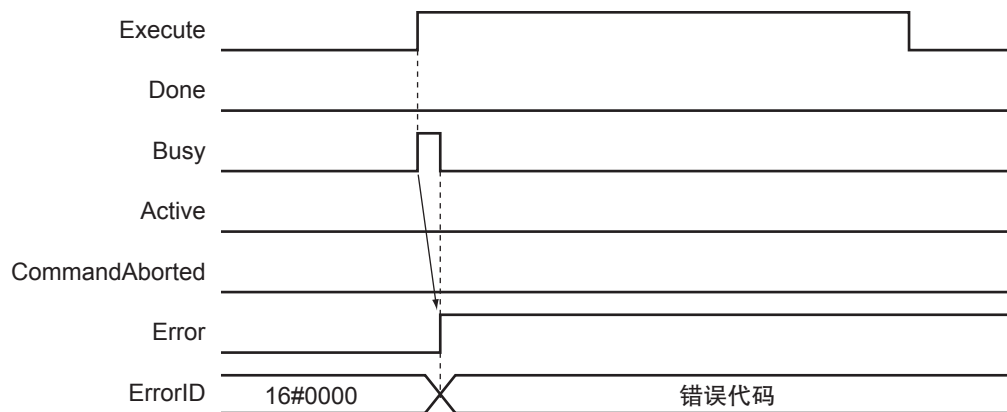 Execute
Done
Busy
Active
CommandAborted
Error
ErrorID 16#0000 错误代码